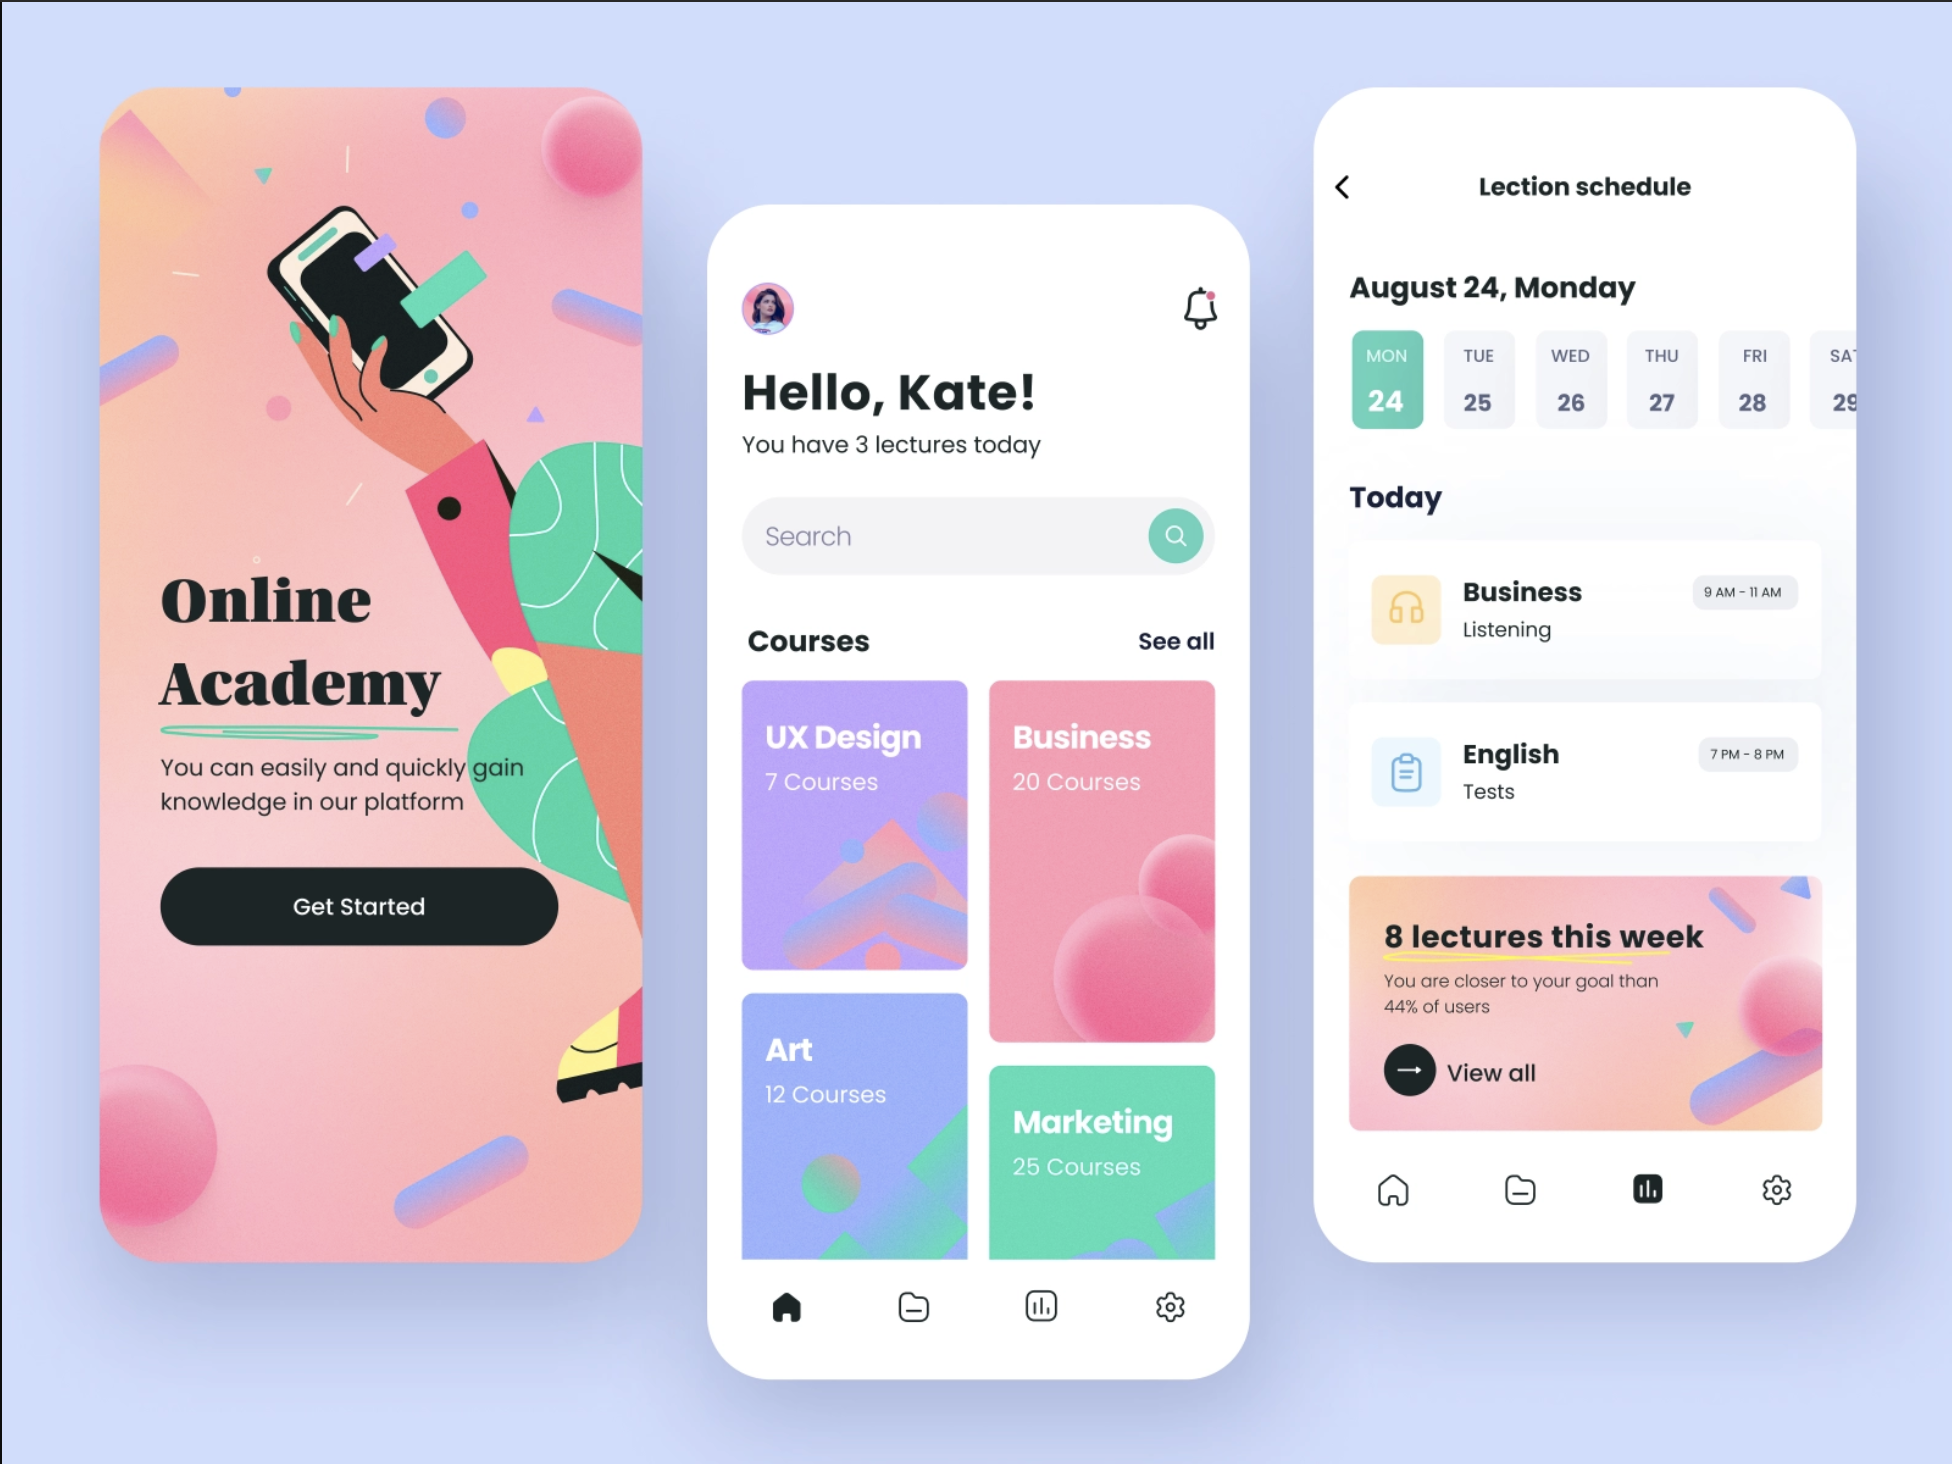 Online
Academy
You can easily and quickly gain
knowledge in our platform
Get Started
Hello, Kate!
You have 3 lectures today
Search
Courses
See all
UX Design
7 Courses
Business
20 Courses
Art
12 Courses
Marketing
25 Courses
Lection schedule
August 24, Monday
MON TUE WED THU FRI SAT
24 25 26 27 28 29
Today
Business
9 AM - 11 AM
Listening
English
7 PM - 8 PM
Tests
8 lectures this week
You are closer to your goal than
44% of users
View all